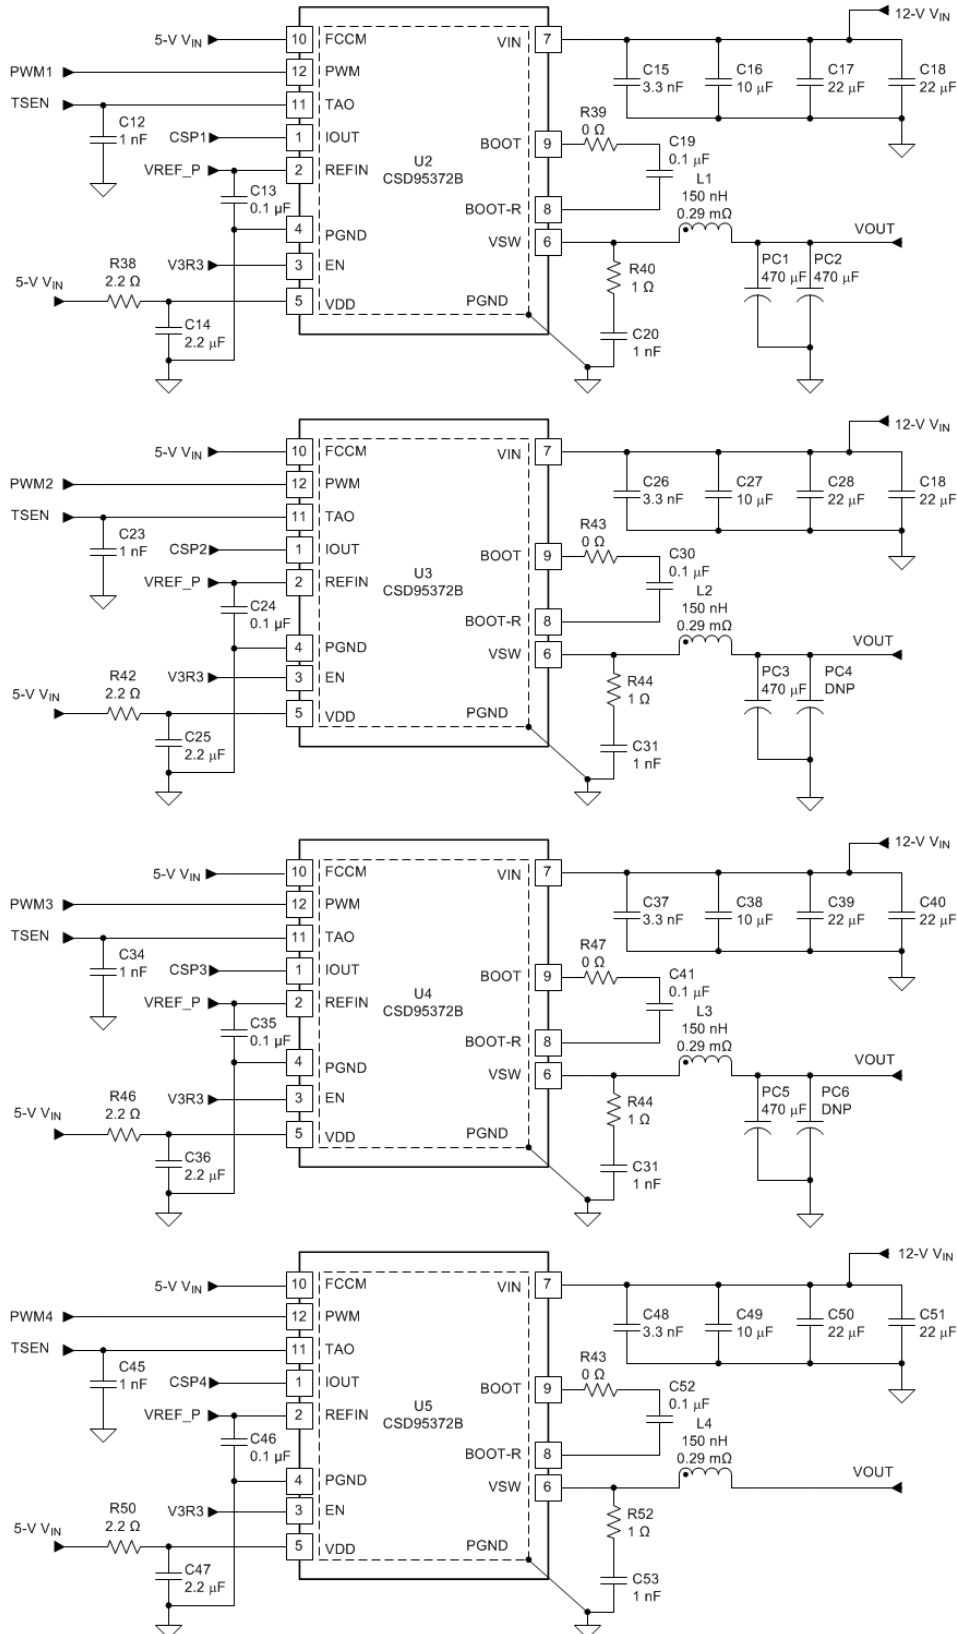 12-V VIN
5-V VIN
10
FCCM
VIN
7
PWM1
12
PWM
C15
3.3 nF
C16
10 μF
C17
22 μF
C18
22 μF
TSEN
11
TAO
C12
1 nF
CSP1
1
IOUT
R39
0 Ω
BOOT
9
C19
0.1 μF
VREF_P
2
REFIN
U2
CSD95372B
C13
0.1 μF
L1
150 nH
0.29 mΩ
BOOT-R
8
4
PGND
VSW
6
VOUT
V3R3
3
EN
R38
2.2 Ω
5-V VIN
R40
1 Ω
PC1
470 μF
PC2
470 μF
5
VDD
PGND
C14
2.2 μF
C20
1 nF
12-V VIN
5-V VIN
10
FCCM
VIN
7
PWM2
12
PWM
C26
3.3 nF
C27
10 μF
C28
22 μF
C18
22 μF
TSEN
11
TAO
C23
1 nF
CSP2
1
IOUT
R43
0 Ω
BOOT
9
C30
0.1 μF
VREF_P
2
REFIN
U3
CSD95372B
C24
0.1 μF
L2
150 nH
0.29 mΩ
BOOT-R
8
4
PGND
VSW
6
VOUT
V3R3
3
EN
R42
2.2 Ω
5-V VIN
R44
1 Ω
PC3
470 μF
PC4
DNP
5
VDD
PGND
C25
2.2 μF
C31
1 nF
12-V VIN
5-V VIN
10
FCCM
VIN
7
PWM3
12
PWM
C37
3.3 nF
C38
10 μF
C39
22 μF
C40
22 μF
TSEN
11
TAO
C34
1 nF
CSP3
1
IOUT
R47
0 Ω
BOOT
9
C41
0.1 μF
VREF_P
2
REFIN
U4
CSD95372B
C35
0.1 μF
L3
150 nH
0.29 mΩ
BOOT-R
8
4
PGND
VSW
6
VOUT
V3R3
3
EN
R46
2.2 Ω
5-V VIN
R44
1 Ω
PC5
470 μF
PC6
DNP
5
VDD
PGND
C36
2.2 μF
C31
1 nF
12-V VIN
5-V VIN
10
FCCM
VIN
7
PWM4
12
PWM
C48
3.3 nF
C49
10 μF
C50
22 μF
C51
22 μF
TSEN
11
TAO
C45
1 nF
CSP4
1
IOUT
R43
0 Ω
BOOT
9
C52
0.1 μF
VREF_P
2
REFIN
U5
CSD95372B
C46
0.1 μF
L4
150 nH
0.29 mΩ
BOOT-R
8
4
PGND
VSW
6
VOUT
V3R3
3
EN
R50
2.2 Ω
5-V VIN
R52
1 Ω
5
VDD
PGND
C47
2.2 μF
C53
1 nF